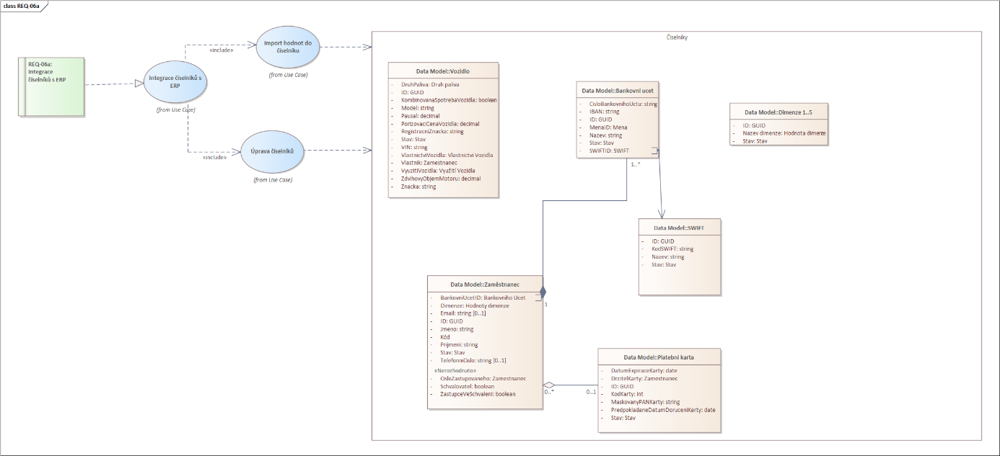 class REQ-06a
REQ-06a:
Integrace
číselníků s ERP
Integrace číselníků s
ERP
(from Use Case)
«include»
Import hodnot do
číselníku
(from Use Case)
«include»
Úprava číselníků
(from Use Case)
Číselníky
Data Model::Vozidlo
- DruhPaliva: Druh paliva
- ID: GUID
- KombinovanaSpotrebaVozidla: boolean
- Model: string
- Pausal: decimal
- PorizovaciCenaVozidla: decimal
- RegistracniZnacka: string
- Stav: Stav
- VIN: string
- VlastnictviVozidla: Vlastnictvi Vozidla
- Vlastnik: Zamestnanec
- VyuzitiVozidla: Využití Vozidla
- ZdvihovyObjemMotoru: decimal
- Znacka: string
Data Model::Bankovni ucet
- CisloBankovnihoUctu: string
- IBAN: string
- ID: GUID
- MenaID: Mena
- Nazev: string
- Stav: Stav
- SWIFTID: SWIFT
1..*
Data Model::Dimenze 1..5
- ID: GUID
- Nazev dimenze: Hodnota dimenze
- Stav: Stav
Data Model::SWIFT
- ID: GUID
- KodSWIFT: string
- Nazev: string
- Stav: Stav
Data Model::Zaměstnanec
- BankovniUcetID: Bankovniho Ucet
- Dimenze: Hodnoty dimenze
- Email: string [0..1]
- ID: GUID
- Jmeno: string
- Kód
- Prijmeni: string
- Stav: Stav
- TelefonniCislo: string [0..1]
«Nerozhodnuto»
- CisloZastupovaneho: Zamestnanec
- Schvalovatel: boolean
- ZastupceVeSchvaleni: boolean
1
0..*
0..1
Data Model::Platební karta
- DatumExpiraceKarty: date
- DrzitelKarty: Zamestnanec
- ID: GUID
- KodKarty: int
- MaskovanyPANKarty: string
- PredpokladaneDatumDoruceniKarty: date
- Stav: Stav